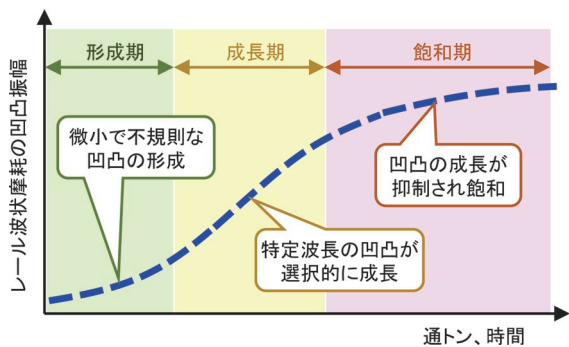 形成期
成長期
飽和期
レール波状摩耗の凹凸振幅
微小で不規則な
凹凸の形成
凹凸の成長が
抑制され飽和
特定波長の凹凸が
選択的に成長
通トン、時間